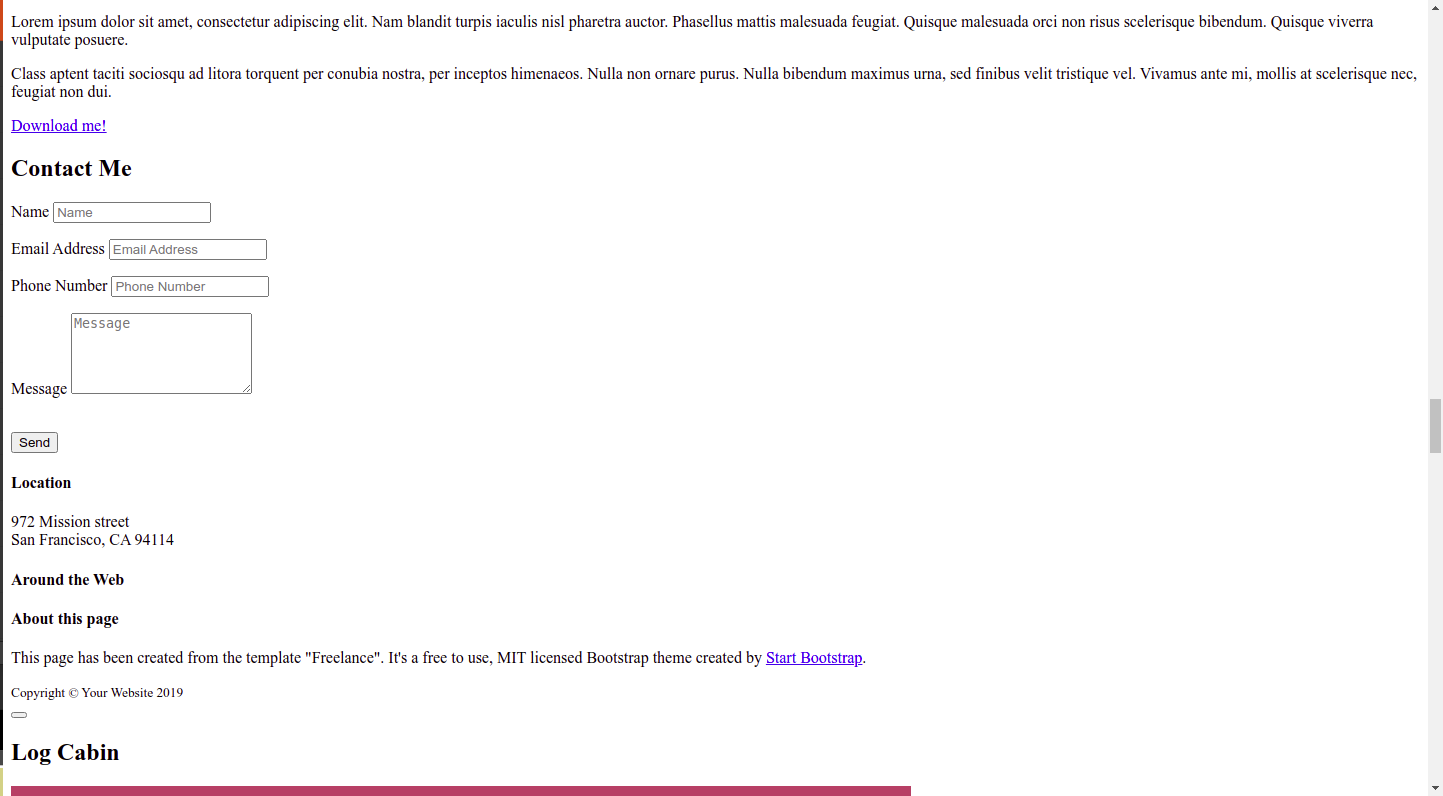 Lorem ipsum dolor sit amet, consectetur adipiscing elit. Nam blandit turpis iaculis nisl pharetra auctor. Phasellus mattis malesuada feugiat. Quisque malesuada orci non risus scelerisque bibendum. Quisque viverra
vulputate posuere.
Class aptent taciti sociosqu ad litora torquent per conubia nostra, per inceptos himenaeos. Nulla non ornare purus. Nulla bibendum maximus urna, sed finibus velit tristique vel. Vivamus ante mi, mollis at scelerisque nec,
feugiat non dui.
Download me!
Contact Me
Name Name
Email Address Email Address
Phone Number Phone Number
Message
Message
Send
Location
972 Mission street
San Francisco, CA 94114
Around the Web
About this page
This page has been created from the template "Freelance". It's a free to use, MIT licensed Bootstrap theme created by Start Bootstrap.
Copyright © Your Website 2019
Log Cabin